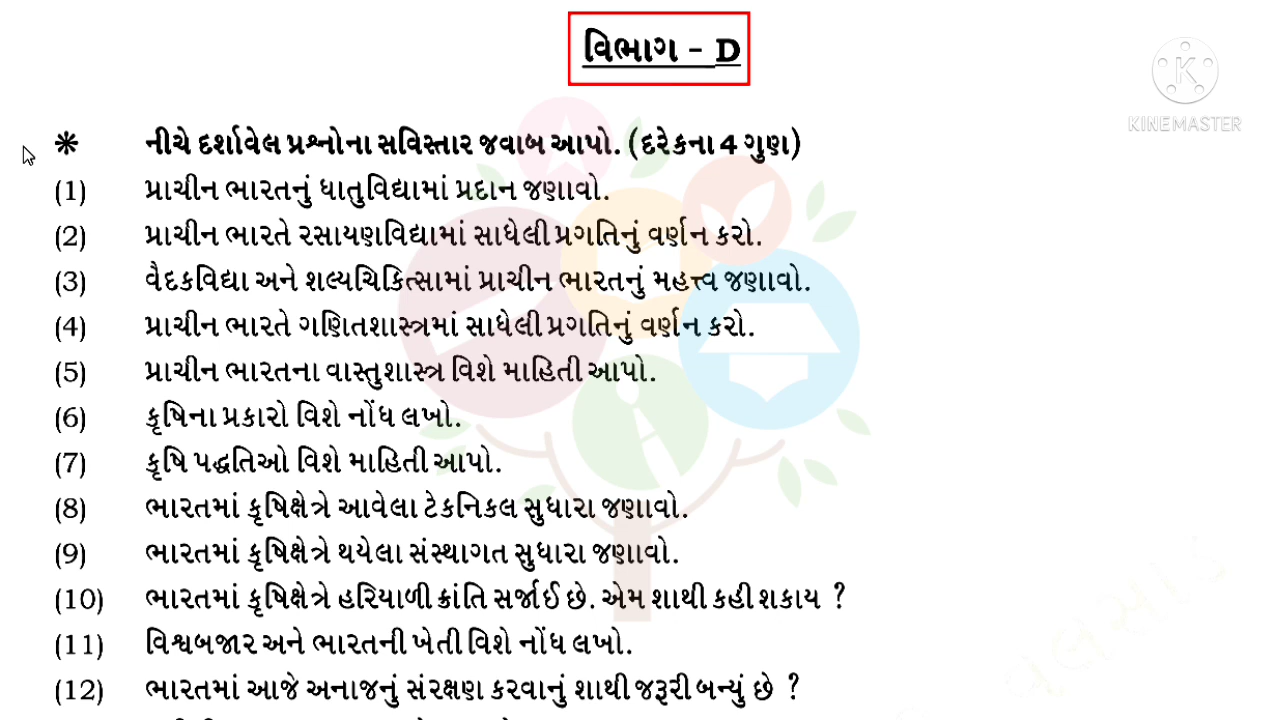 વિભાગ - D
KINEMASTER
* નીચે દર્શાવેલ પ્રશ્નોના સવિસ્તાર જવાબ આપો. (દરેકના 4 ગુણ)
(1) પ્રાચીન ભારતનું ધાતુવિદ્યામાં પ્રદાન જણાવો.
(2) પ્રાચીન ભારતે રસાયણવિદ્યામાં સાધેલી પ્રગતિનું વર્ણન કરો.
(3) વૈદકવિદ્યા અને શલ્યચિકિત્સામાં પ્રાચીન ભારતનું મહત્ત્વ જણાવો.
(4) પ્રાચીન ભારતે ગણિતશાસ્ત્રમાં સાધેલી પ્રગતિનું વર્ણન કરો.
(5) પ્રાચીન ભારતના વાસ્તુશાસ્ત્ર વિશે માહિતી આપો.
(6) કૃષિના પ્રકારો વિશે નોંધ લખો.
(7) કૃષિ પદ્ધતિઓ વિશે માહિતી આપો.
(8) ભારતમાં કૃષિક્ષેત્રે આવેલા ટેકનિકલ સુધારા જણાવો.
(9) ભારતમાં કૃષિક્ષેત્રે થયેલા સંસ્થાગત સુધારા જણાવો.
(10) ભારતમાં કૃષિક્ષેત્રે હરિયાળી ક્રાંતિ સર્જાઈ છે. એમ શાથી કહી શકાય ?
(11) વિશ્વબજાર અને ભારતની ખેતી વિશે નોંધ લખો.
(12) ભારતમાં આજે અનાજનું સંરક્ષણ કરવાનું શાથી જરૂરી બન્યું છે ?